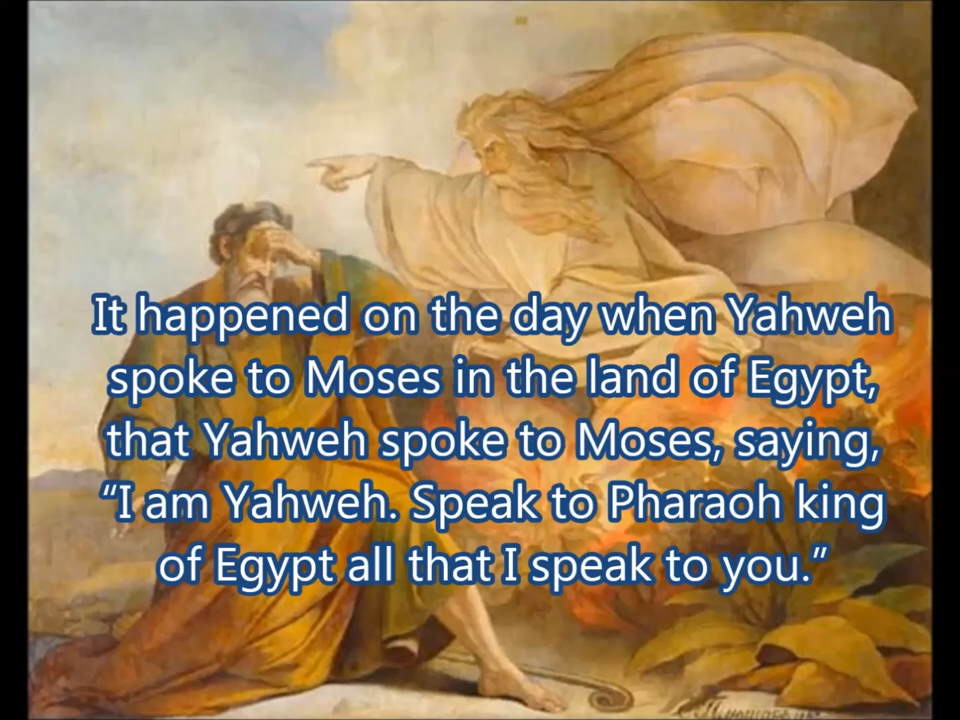 It happened on the day when Yahweh
spoke to Moses in the land of Egypt,
that Yahweh spoke to Moses, saying,
“I am Yahweh. Speak to Pharaoh king
of Egypt all that I speak to you.”